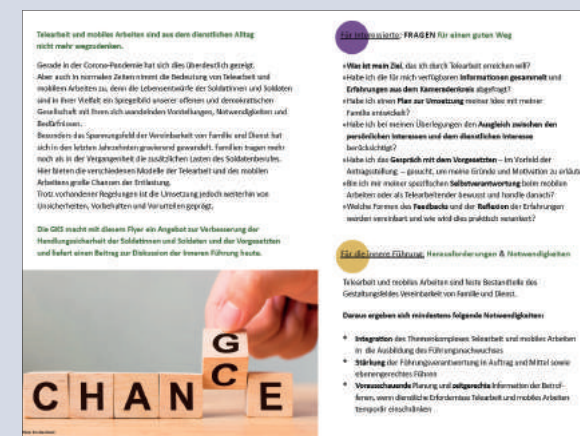 Telearbeit und mobiles Arbeiten sind aus dem dienstlichen Alltag
nicht mehr wegzudenken.
Gerade in der Corona-Pandemie hat sich dies überdeutlich gezeigt.
Aber auch in normalen Zeiten nimmt die Bedeutung von Telearbeit und
mobilem Arbeiten zu, denn die Lebensentwürfe der Soldatinnen und Soldaten
sind in ihrer Vielfalt ein Spiegelbild unserer offenen und demokratischen
Gesellschaft mit ihren sich wandelnden Vorstellungen, Notwendigkeiten und
Bedürfnissen.
Besonders das Spannungsfeld der Vereinbarkeit von Familie und Dienst hat
sich in den letzten Jahrzehnten gravierend gewandelt. Familien tragen mehr
noch als in der Vergangenheit die zusätzlichen Lasten des Soldatenberufes.
Hier bieten die verschiedenen Modelle der Telearbeit und des mobilen
Arbeitens große Chancen der Entlastung.
Trotz vorhandener Regelungen ist die Umsetzung jedoch weiterhin von
Unsicherheiten, Vorbehalten und Vorurteilen geprägt.
Die GKS macht mit diesem Flyer ein Angebot zur Verbesserung der
Handlungssicherheit der Soldatinnen und Soldaten und der Vorgesetzten
und liefert einen Beitrag zur Diskussion der Inneren Führung heute.
G
CHANCE
Für Interessierte: FRAGEN für einen guten Weg
»Was ist mein Ziel, das ich durch Telearbeit erreichen will?
»Habe ich die für mich verfügbaren Informationen gesammelt und
Erfahrungen aus dem Kameradenkreis abgefragt?
»Habe ich einen Plan zur Umsetzung meiner Idee mit meiner
Familie entwickelt?
»Habe ich bei meinen Überlegungen den Ausgleich zwischen den
persönlichen Interessen und dem dienstlichen Interesse
berücksichtigt?
»Habe ich das Gespräch mit dem Vorgesetzten – im Vorfeld der
Antragsstellung – gesucht, um meine Gründe und Motivation zu erläute
»Bin ich mir meiner spezifischen Selbstverantwortung beim mobilen
Arbeiten oder als Telearbeitender bewusst und handle danach?
»Welche Formen des Feedbacks und der Reflexion der Erfahrungen
werden vereinbart und wie wird dies praktisch verankert?
Für die Innere Führung: Herausforderungen & Notwendigkeiten
Telearbeit und mobiles Arbeiten sind feste Bestandteile des
Gestaltungsfeldes Vereinbarkeit von Familie und Dienst.
Daraus ergeben sich mindestens folgende Notwendigkeiten:
Integration des Themenkomplexes Telearbeit und mobiles Arbeiten
in die Ausbildung des Führungsnachwuchses
Stärkung der Führungsverantwortung in Auftrag und Mittel sowie
ebenengerechtes Führen
Vorausschauende Planung und zeitgerechte Information der Betrof-
fenen, wenn dienstliche Erfordernisse Telearbeit und mobiles Arbeiten
temporär einschränken